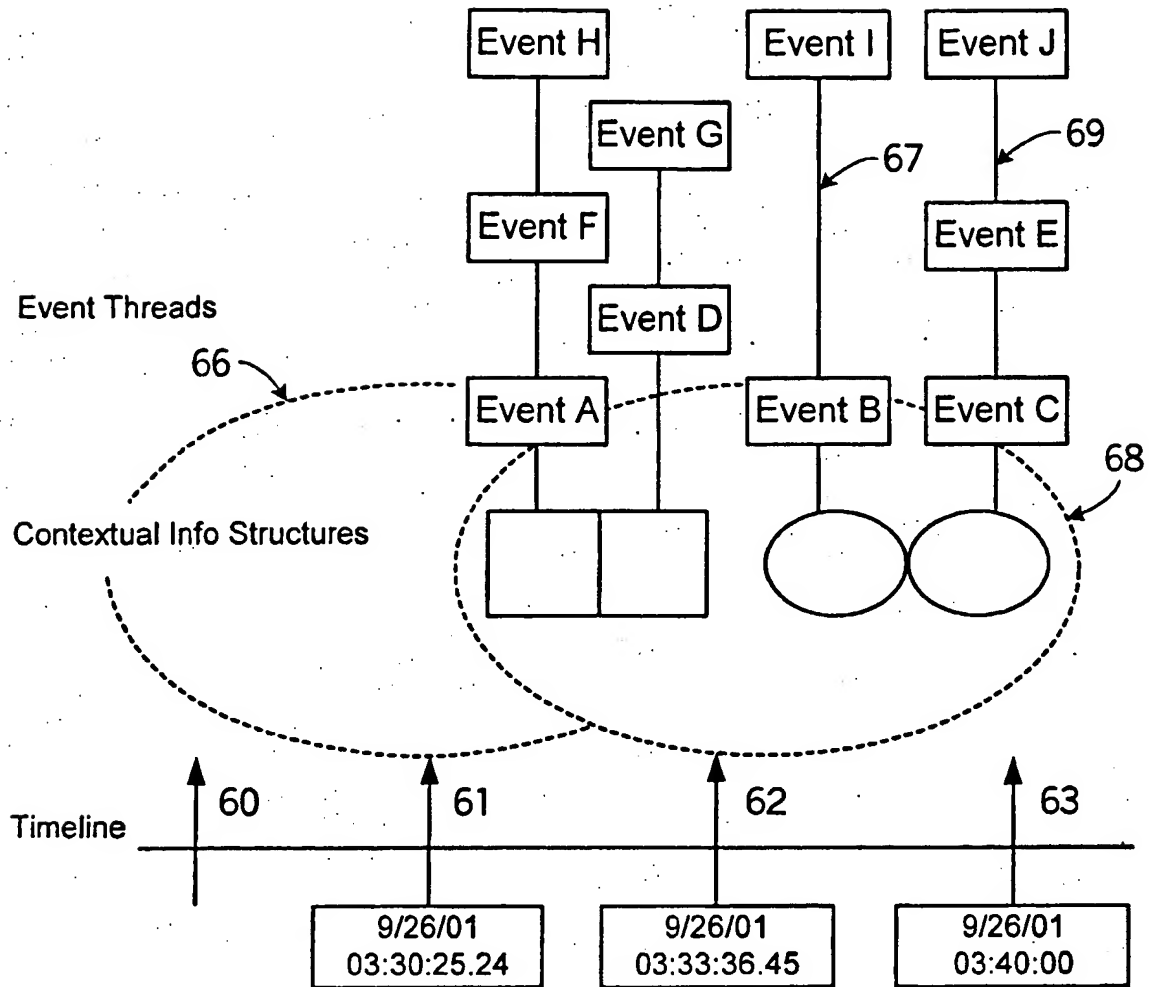 Event H
Event I
Event J
Event G
67
69
Event F
Event E
Event Threads
Event D
66
Event A
Event B
Event C
68
Contextual Info Structures
60
61
62
63
Timeline
9/26/01
03:30:25.24
9/26/01
03:33:36.45
9/26/01
03:40:00